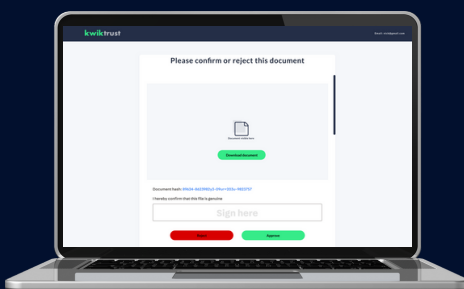 kwiktrust
Please confirm or reject this document
Download document
Document hash:
I hereby confirm that this file is genuine
Sign here
Approve